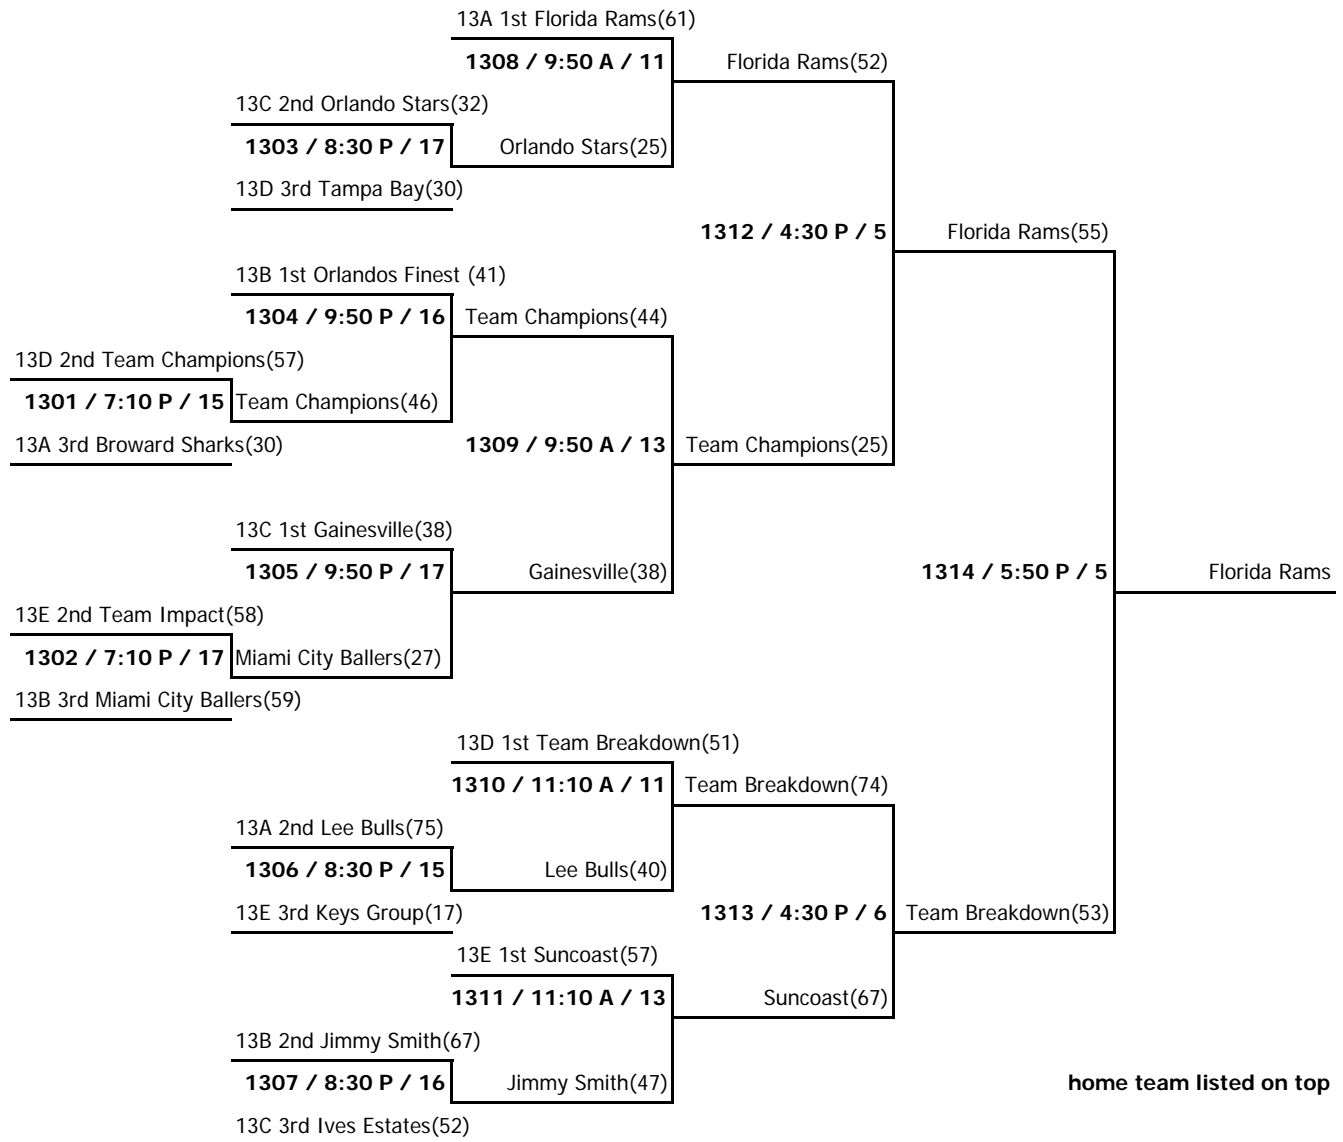 13A 1st Florida Rams(61)
1308 / 9:50 A / 11
Florida Rams(52)
13C 2nd Orlando Stars(32)
1303 / 8:30 P / 17
Orlando Stars(25)
13D 3rd Tampa Bay(30)
1312 / 4:30 P / 5
Florida Rams(55)
13B 1st Orlandos Finest (41)
1304 / 9:50 P / 16
Team Champions(44)
13D 2nd Team Champions(57)
1301 / 7:10 P / 15
Team Champions(46)
13A 3rd Broward Sharks(30)
1309 / 9:50 A / 13
Team Champions(25)
13C 1st Gainesville(38)
1305 / 9:50 P / 17
Gainesville(38)
1314 / 5:50 P / 5
Florida Rams
13E 2nd Team Impact(58)
1302 / 7:10 P / 17
Miami City Ballers(27)
13B 3rd Miami City Ballers(59)
13D 1st Team Breakdown(51)
1310 / 11:10 A / 11
Team Breakdown(74)
13A 2nd Lee Bulls(75)
1306 / 8:30 P / 15
Lee Bulls(40)
13E 3rd Keys Group(17)
1313 / 4:30 P / 6
Team Breakdown(53)
13E 1st Suncoast(57)
1311 / 11:10 A / 13
Suncoast(67)
13B 2nd Jimmy Smith(67)
1307 / 8:30 P / 16
Jimmy Smith(47)
home team listed on top
13C 3rd Ives Estates(52)